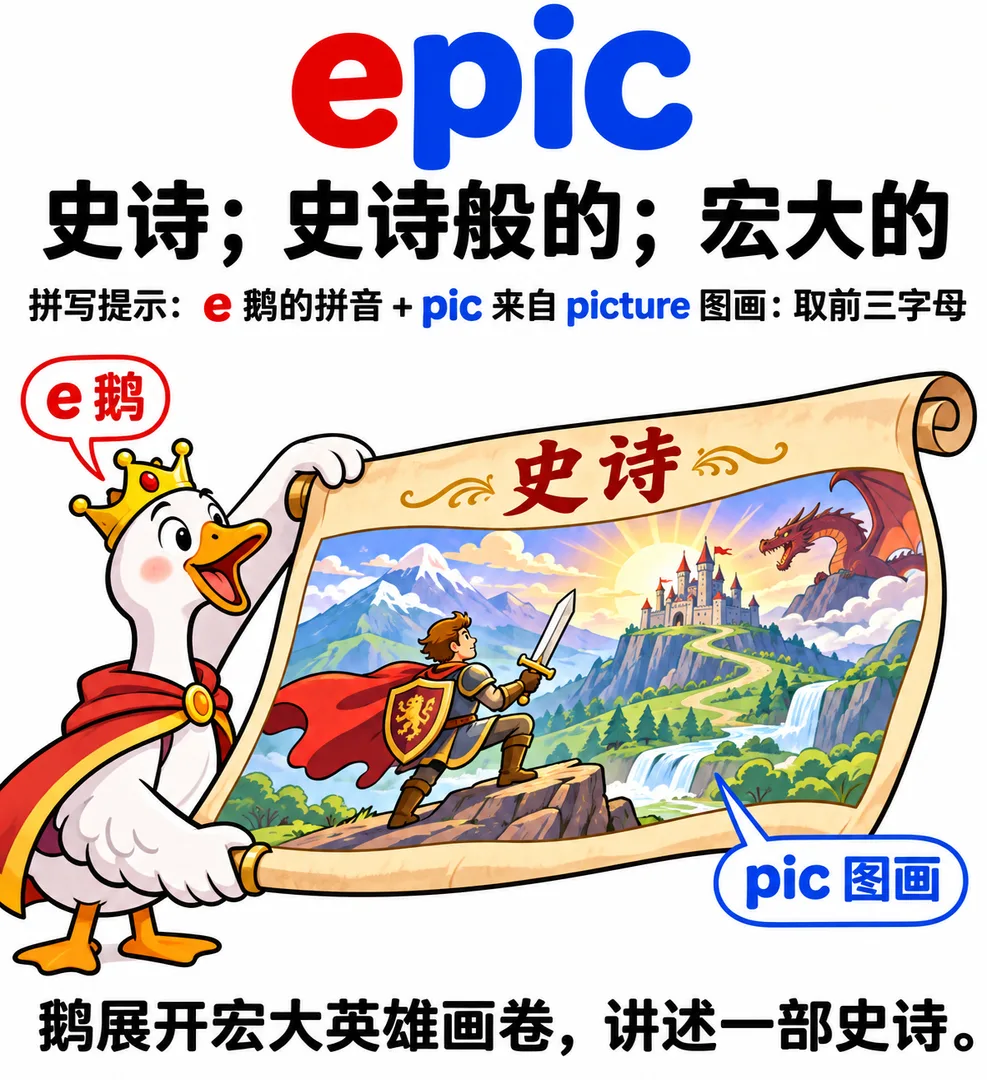 epic
史诗；史诗般的；宏大的
拼写提示：e 鹅的拼音 + pic 来自 picture 图画：取前三字母
e 鹅
史诗
pic 图画
鹅展开宏大英雄画卷，讲述一部史诗。